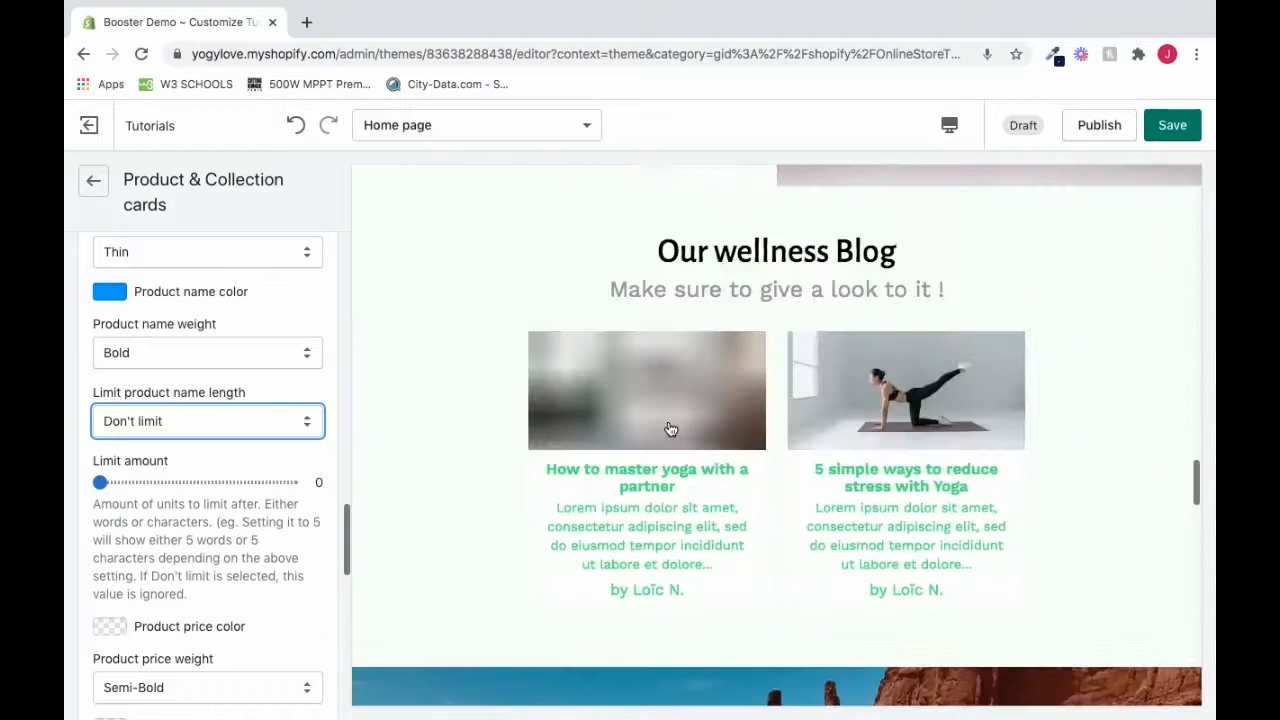 Booster Demo ~ Customize Tu
yogylove.myshopify.com/admin/themes/83638288438/editor?context=theme&category=gid%3A%2F%2Fshopify%2FOnlineStoreT...
J
Apps
W3 SCHOOLS
500W MPPT Prem...
City-Data.com - S...
Tutorials
Home page
Draft
Publish
Save
Product & Collection
cards
Thin
Product name color
Product name weight
Bold
Limit product name length
Don't limit
Limit amount
0
Amount of units to limit after. Either
words or characters. (eg. Setting it to 5
will show either 5 words or 5
characters depending on the above
setting. If Don't limit is selected, this
value is ignored.
Product price color
Product price weight
Semi-Bold
Our wellness Blog
Make sure to give a look to it !
How to master yoga with a
partner
Lorem ipsum dolor sit amet,
consectetur adipiscing elit, sed
do eiusmod tempor incididunt
ut labore et dolore...
by Loïc N.
5 simple ways to reduce
stress with Yoga
Lorem ipsum dolor sit amet,
consectetur adipiscing elit, sed
do eiusmod tempor incididunt
ut labore et dolore...
by Loïc N.